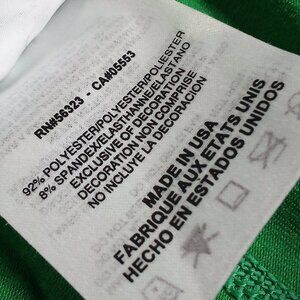 RN#56323 - CA#05553
92% POLYESTER/POLYESTER/POLIESTER
8% SPANDEX/ELASTHANNE/ELASTANO
EXCLUSIVE OF DECORATION
DECORATION NON COMPRISE
NO INCLUYE LA DECORACION
MADE IN USA
FABRIQUE AUX ETATS UNIS
HECHO EN ESTADOS UNIDOS